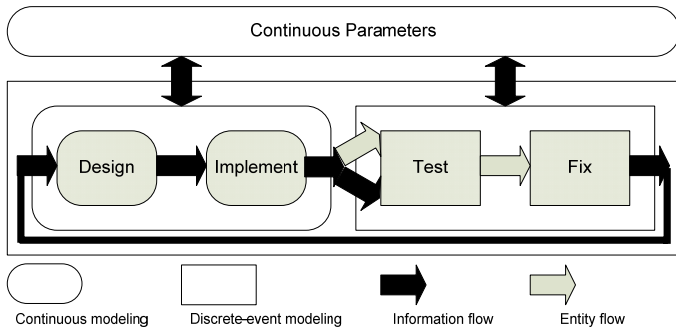 Continuous Parameters
Design
Implement
Test
Fix
Continuous modeling
Discrete-event modeling
Information flow
Entity flow